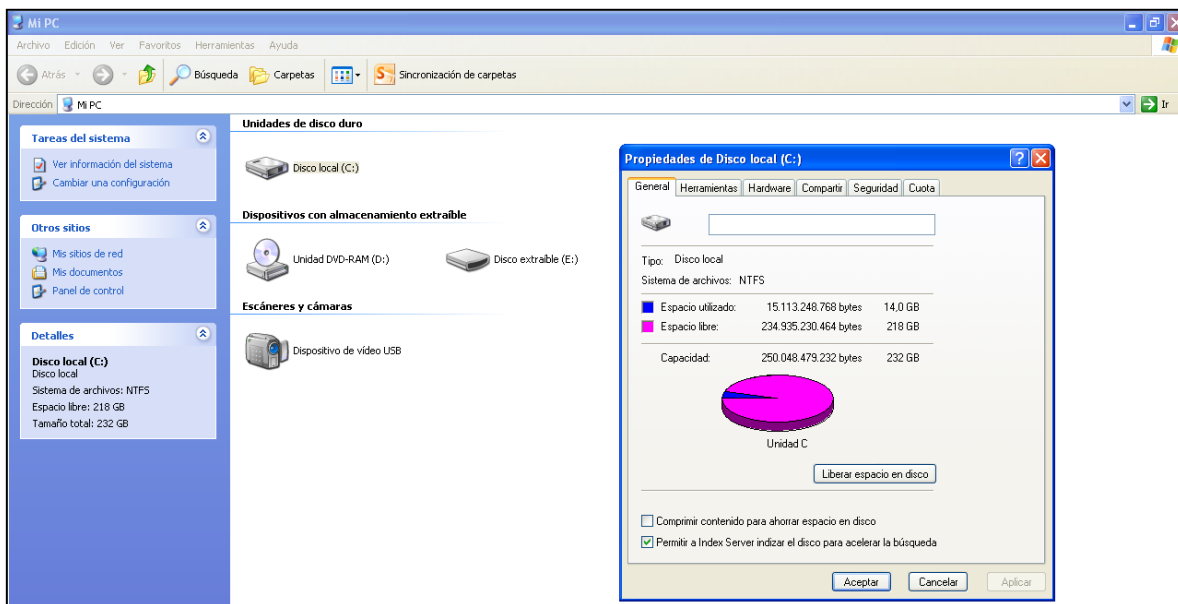 Mi PC
Archivo Edición Ver Favoritos Herramientas Ayuda
Atrás Búsqueda Carpetas Sincronización de carpetas
Dirección Mi PC Ir
Tareas del sistema
Ver información del sistema
Cambiar una configuración
Otros sitios
Mis sitios de red
Mis documentos
Panel de control
Detalles
Disco local (C:)
Disco local
Sistema de archivos: NTFS
Espacio libre: 218 GB
Tamaño total: 232 GB
Unidades de disco duro
Disco local (C:)
Dispositivos con almacenamiento extraíble
Unidad DVD-RAM (D:) Disco extraíble (E:)
Escáneres y cámaras
Dispositivo de vídeo USB
Propiedades de Disco local (C:)
General Herramientas Hardware Compartir Seguridad Cuota
Tipo: Disco local
Sistema de archivos: NTFS
Espacio utilizado: 15.113.248.768 bytes 14,0 GB
Espacio libre: 234.935.230.464 bytes 218 GB
Capacidad: 250.048.479.232 bytes 232 GB
Unidad C
Liberar espacio en disco
Comprimir contenido para ahorrar espacio en disco
Permitir a Index Server indizar el disco para acelerar la búsqueda
Aceptar Cancelar Aplicar